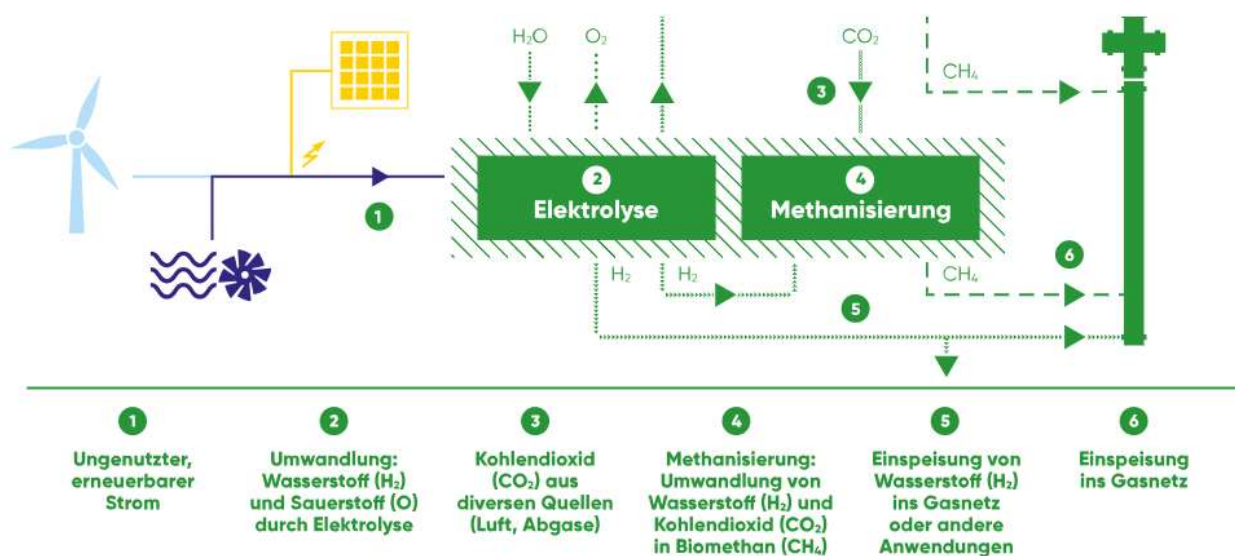 H₂O
O₂
CO₂
CH₄
3
2
Elektrolyse
4
Methanisierung
1
6
H₂
H₂
CH₄
5
1
Ungenutzter,
erneuerbarer
Strom
2
Umwandlung:
Wasserstoff (H₂)
und Sauerstoff (O)
durch Elektrolyse
3
Kohlendioxid
(CO₂) aus
diversen Quellen
(Luft, Abgase)
4
Methanisierung:
Umwandlung von
Wasserstoff (H₂) und
Kohlendioxid (CO₂)
in Biomethan (CH₄)
5
Einspeisung von
Wasserstoff (H₂)
ins Gasnetz
oder andere
Anwendungen
6
Einspeisung
ins Gasnetz